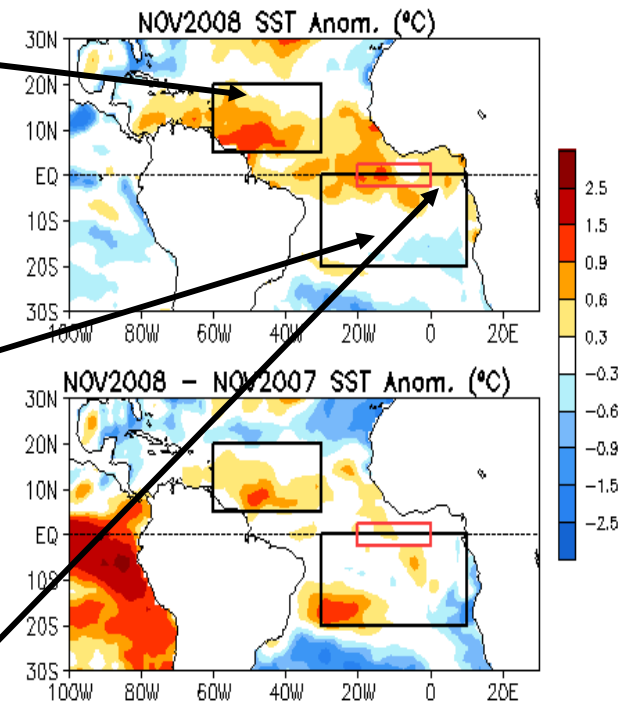 NOV2008 SST Anom. (°C)
30N
20N
10N
EQ
10S
20S
30S
100W 80W 60W 40W 20W 0 20E
2.5
1.5
0.9
0.6
0.3
-0.3
-0.6
-0.9
-1.5
-2.5
NOV2008 - NOV2007 SST Anom. (°C)
30N
20N
10N
EQ
10S
20S
30S
100W 80W 60W 40W 20W 0 20E